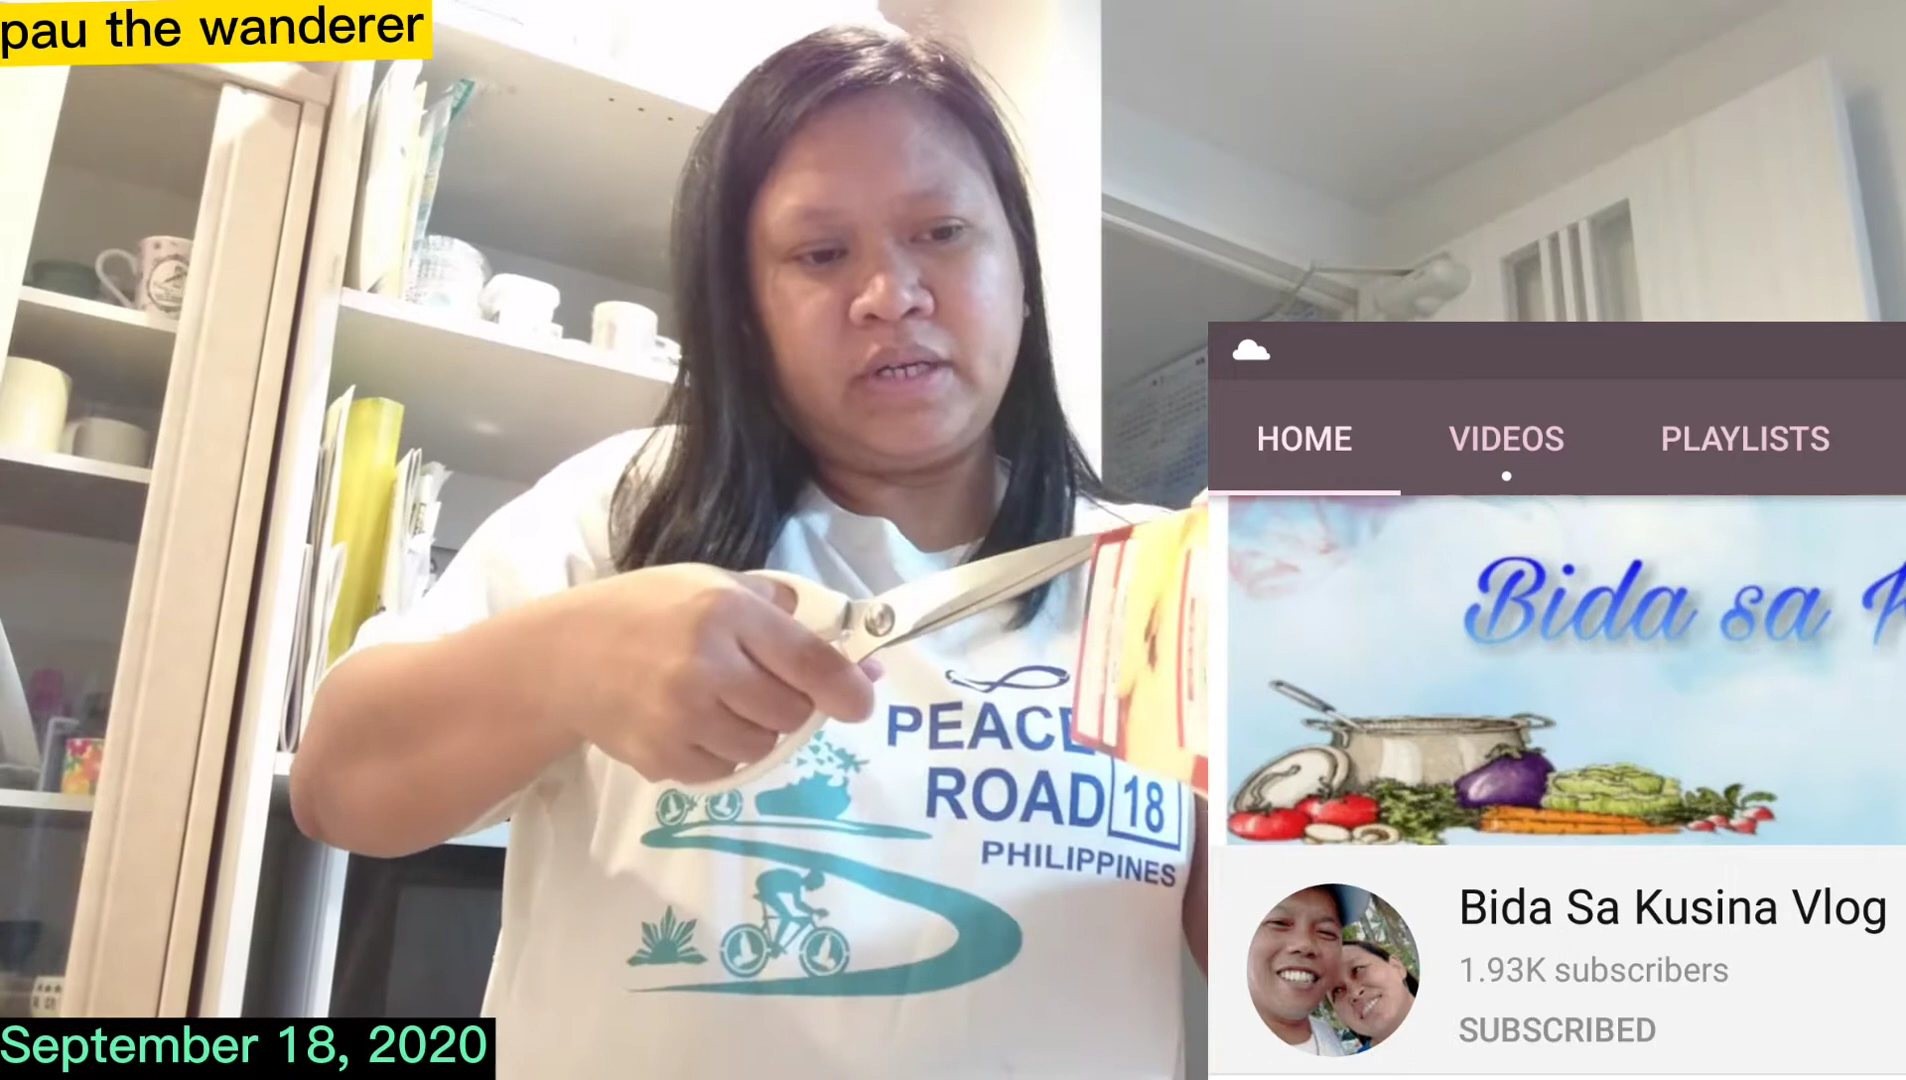 pau the wanderer
HOME VIDEOS PLAYLISTS
Bida sa
PEACE
ROAD 18
PHILIPPINES
Bida Sa Kusina Vlog
1.93K subscribers
SUBSCRIBED
September 18, 2020